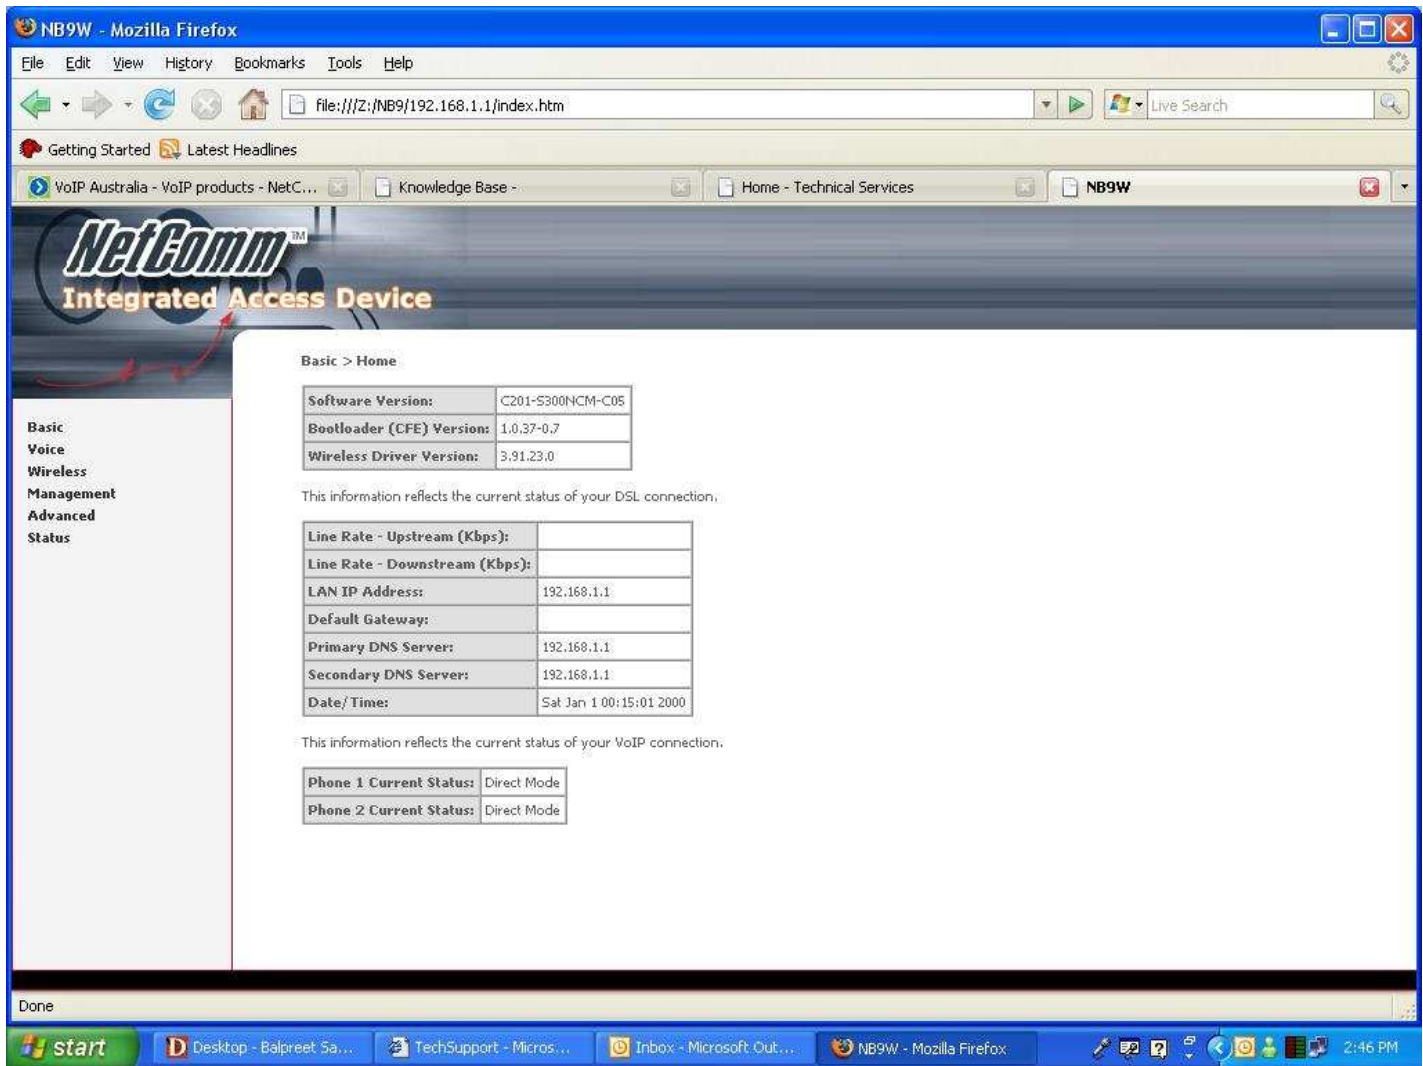 NB9W - Mozilla Firefox
File Edit View History Bookmarks Tools Help
file:///Z:/NB9/192.168.1.1/index.htm
Live Search
Getting Started Latest Headlines
VoIP Australia - VoIP products - NetC... Knowledge Base - Home - Technical Services NB9W
NetComm TM
Integrated Access Device
Basic > Home
Software Version: C201-S300NCM-C05
Bootloader (CFE) Version: 1.0.37-0.7
Wireless Driver Version: 3.91.23.0
Basic
Voice
Wireless
Management
Advanced
Status
This information reflects the current status of your DSL connection.
Line Rate - Upstream (Kbps):
Line Rate - Downstream (Kbps):
LAN IP Address: 192.168.1.1
Default Gateway:
Primary DNS Server: 192.168.1.1
Secondary DNS Server: 192.168.1.1
Date/Time: Sat Jan 1 00:15:01 2000
This information reflects the current status of your VoIP connection.
Phone 1 Current Status: Direct Mode
Phone 2 Current Status: Direct Mode
Done
start Desktop - Balpreet Sa... TechSupport - Micros... Inbox - Microsoft Out... NB9W - Mozilla Firefox 2:46 PM